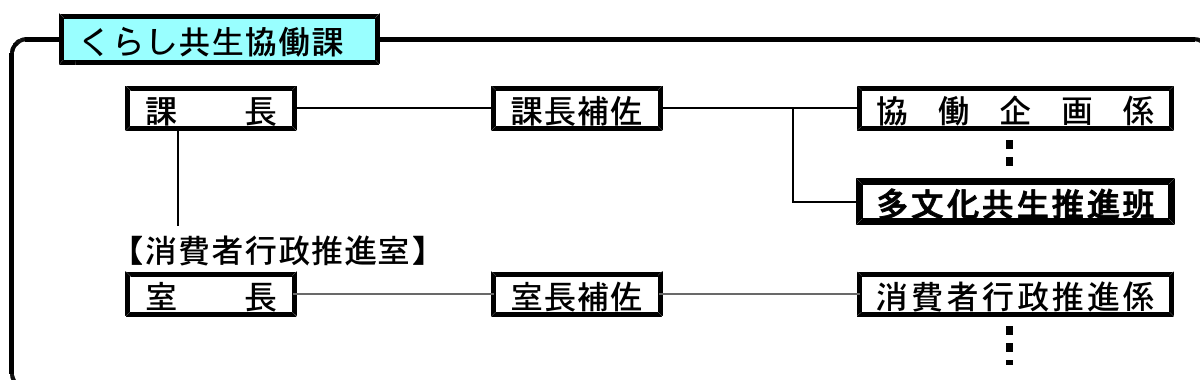 くらし共生協働課
課長 課長補佐 協働企画係
多文化共生推進班
【消費者行政推進室】
室長 室長補佐 消費者行政推進係